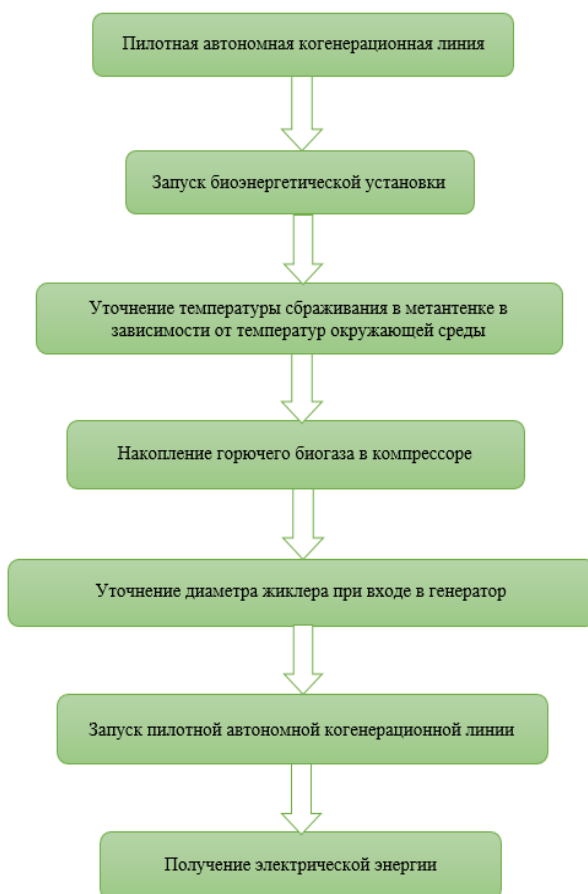 Пилотная автономная когенерационная линия
Запуск биоэнергетической установки
Уточнение температуры сбраживания в метантенке в
зависимости от температур окружающей среды
Накопление горючего биогаза в компрессоре
Уточнение диаметра жиклера при входе в генератор
Запуск пилотной автономной когенерационной линии
Получение электрической энергии